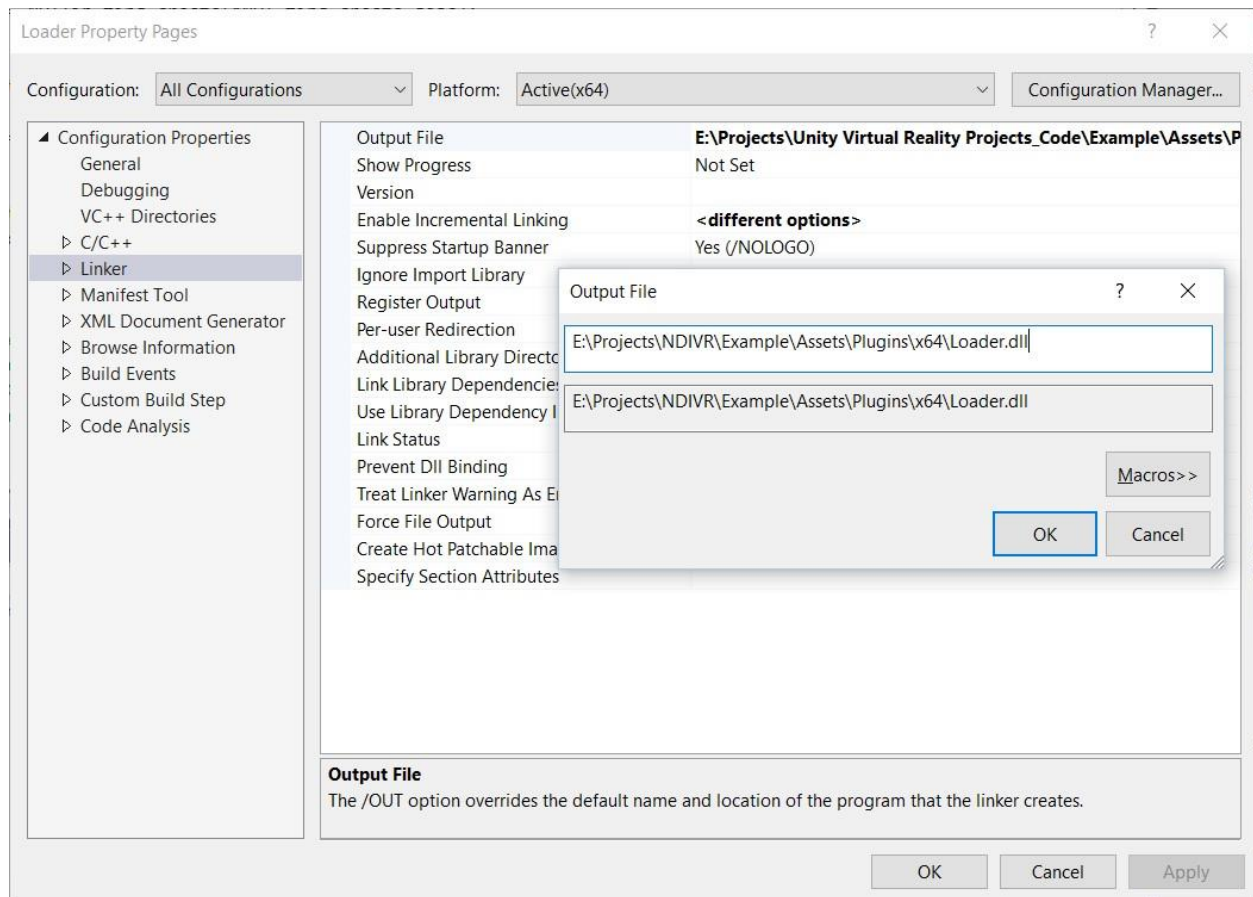 Loader Property Pages
Configuration: All Configurations Platform: Active(x64) Configuration Manager...
Configuration Properties
General
Debugging
VC++ Directories
C/C++
Linker
Manifest Tool
XML Document Generator
Browse Information
Build Events
Custom Build Step
Code Analysis
Output File E:\Projects\Unity Virtual Reality Projects_Code\Example\Assets\P
Show Progress Not Set
Version
Enable Incremental Linking <different options>
Suppress Startup Banner Yes (/NOLOGO)
Ignore Import Library
Register Output
Per-user Redirection
Additional Library Directo
Link Library Dependencies
Use Library Dependency I
Link Status
Prevent Dll Binding
Treat Linker Warning As Er
Force File Output
Create Hot Patchable Ima
Specify Section Attributes
Output File ?
E:\Projects\NDIVR\Example\Assets\Plugins\x64\Loader.dll
E:\Projects\NDIVR\Example\Assets\Plugins\x64\Loader.dll
Macros>>
OK Cancel
Output File
The /OUT option overrides the default name and location of the program that the linker creates.
OK Cancel Apply